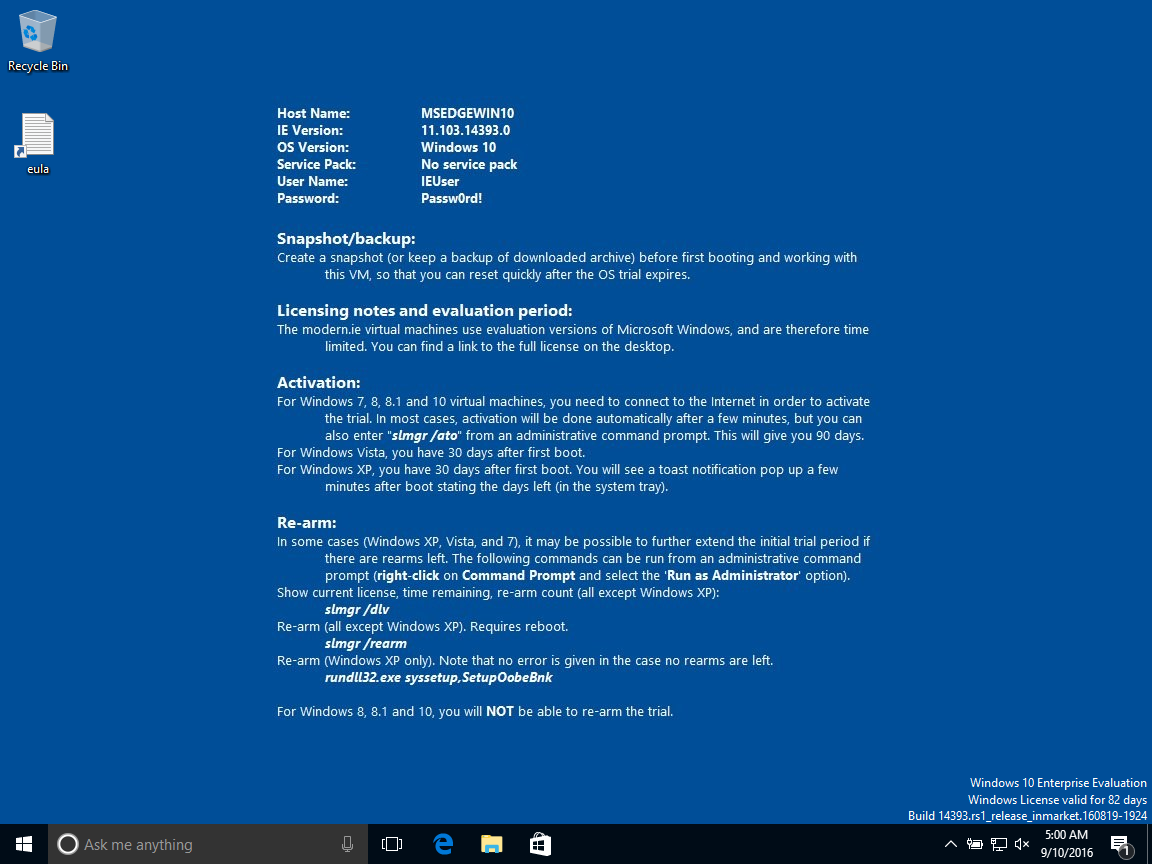 Recycle Bin
eula
Host Name: MSEDGEWIN10
IE Version: 11.103.14393.0
OS Version: Windows 10
Service Pack: No service pack
User Name: IEUser
Password: Passw0rd!
Snapshot/backup:
Create a snapshot (or keep a backup of downloaded archive) before first booting and working with
this VM, so that you can reset quickly after the OS trial expires.
Licensing notes and evaluation period:
The modern.ie virtual machines use evaluation versions of Microsoft Windows, and are therefore time
limited. You can find a link to the full license on the desktop.
Activation:
For Windows 7, 8, 8.1 and 10 virtual machines, you need to connect to the Internet in order to activate
the trial. In most cases, activation will be done automatically after a few minutes, but you can
also enter "slmgr /ato" from an administrative command prompt. This will give you 90 days.
For Windows Vista, you have 30 days after first boot.
For Windows XP, you have 30 days after first boot. You will see a toast notification pop up a few
minutes after boot stating the days left (in the system tray).
Re-arm:
In some cases (Windows XP, Vista, and 7), it may be possible to further extend the initial trial period if
there are rearms left. The following commands can be run from an administrative command
prompt (right-click on Command Prompt and select the 'Run as Administrator' option).
Show current license, time remaining, re-arm count (all except Windows XP):
slmgr /dlv
Re-arm (all except Windows XP). Requires reboot.
slmgr /rearm
Re-arm (Windows XP only). Note that no error is given in the case no rearms are left.
rundll32.exe syssetup,SetupOobeBnk
For Windows 8, 8.1 and 10, you will NOT be able to re-arm the trial.
Windows 10 Enterprise Evaluation
Windows License valid for 82 days
Build 14393.rs1_release_inmarket.160819-1924
Ask me anything
5:00 AM
9/10/2016
1